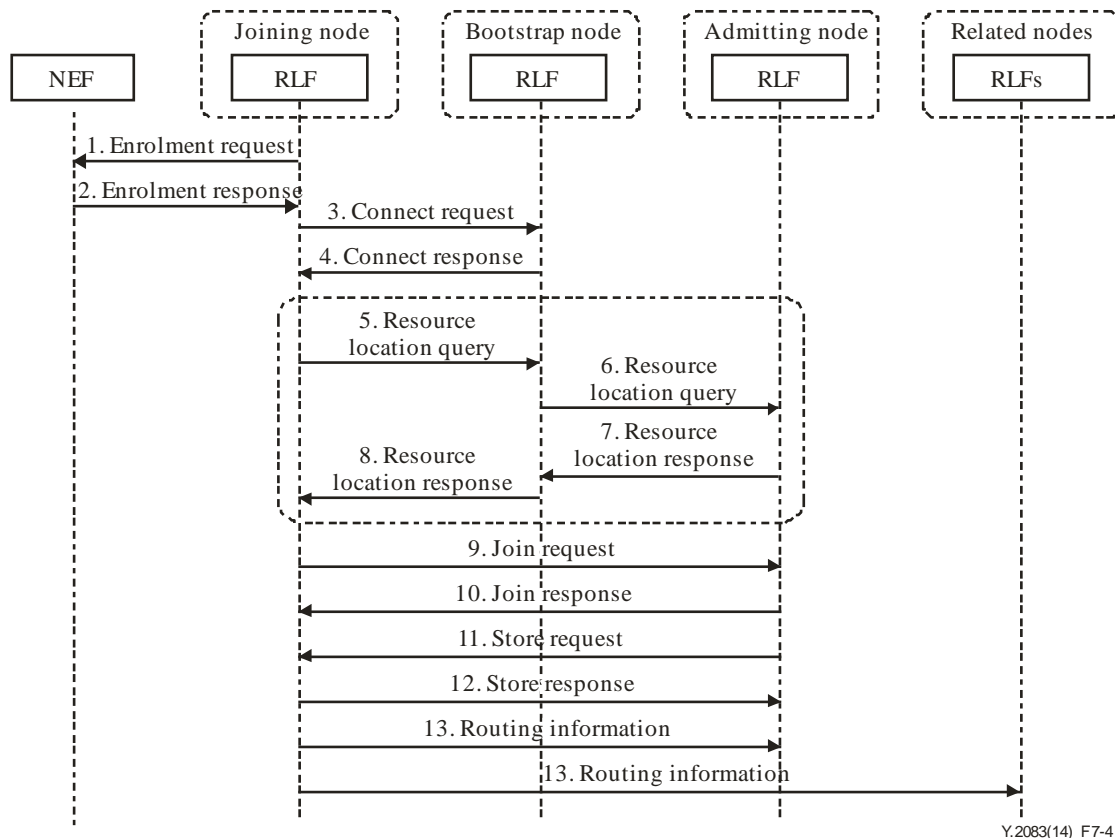 Joining node
Bootstrap node
Admitting node
Related nodes
NEF
RLF
RLF
RLF
RLFs
1. Enrolment request
2. Enrolment response
3. Connect request
4. Connect response
5. Resource
location query
6. Resource
location query
7. Resource
location response
8. Resource
location response
9. Join request
10. Join response
11. Store request
12. Store response
13. Routing information
13. Routing information
Y.2083(14)_F7-4